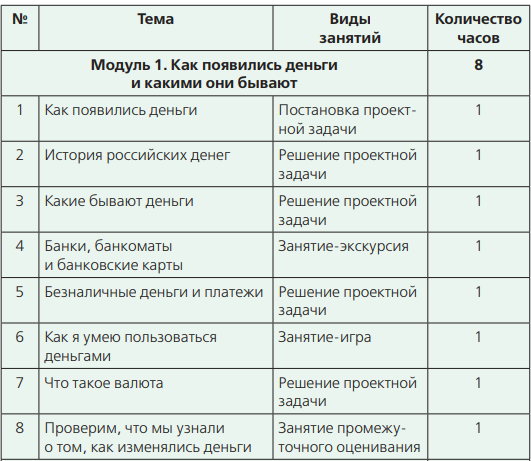 № Тема Виды занятий Количество часов
Модуль 1. Как появились деньги
и какими они бывают 8
1 Как появились деньги Постановка проект-
ной задачи 1
2 История российских денег Решение проектной
задачи 1
3 Какие бывают деньги Решение проектной
задачи 1
4 Банки, банкоматы
и банковские карты Занятие-экскурсия 1
5 Безналичные деньги и платежи Решение проектной
задачи 1
6 Как я умею пользоваться
деньгами Занятие-игра 1
7 Что такое валюта Решение проектной
задачи 1
8 Проверим, что мы узнали
о том, как изменялись деньги Занятие промежу-
точного оценивания 1